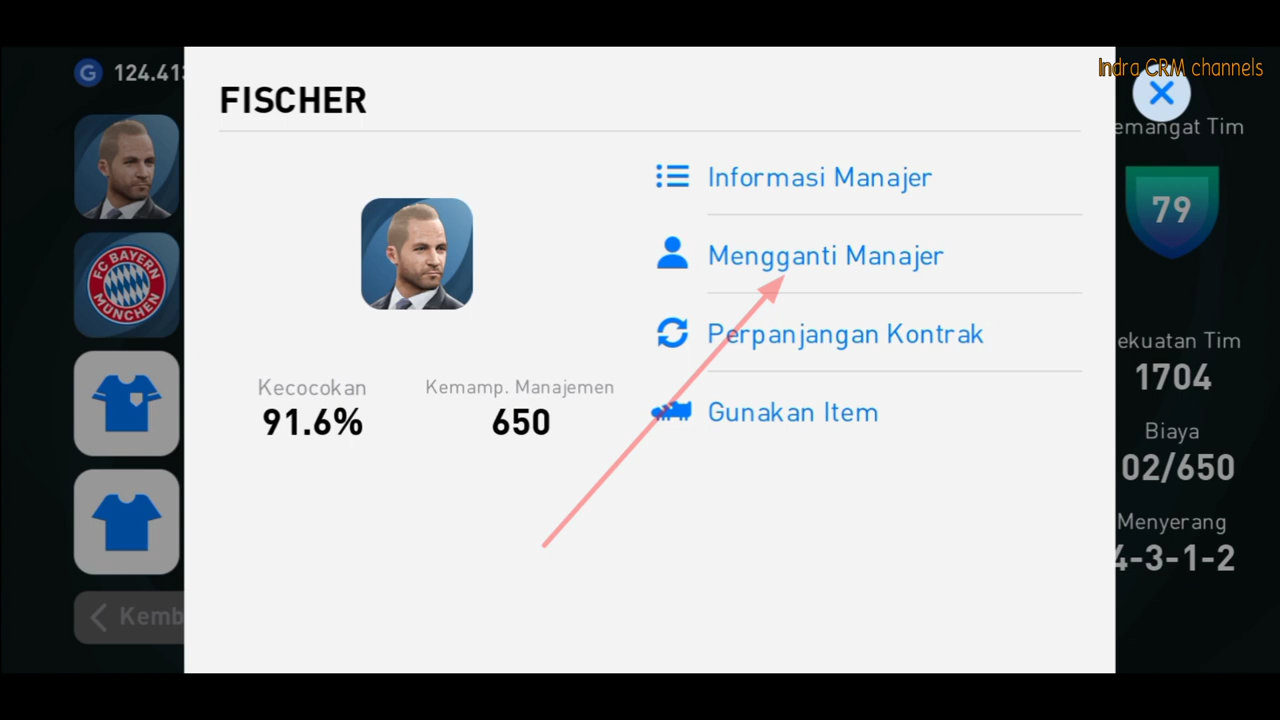 Indra CRM channels
G 124.413
FISCHER
emangat Tim
Informasi Manajer
79
Mengganti Manajer
FC BAYERN
MÜNCHEN
Perpanjangan Kontrak
ekuatan Tim
1704
Kecocokan
91.6%
Kemamp. Manajemen
650
Gunakan Item
Biaya
02/650
Menyerang
4-3-1-2
Kemb